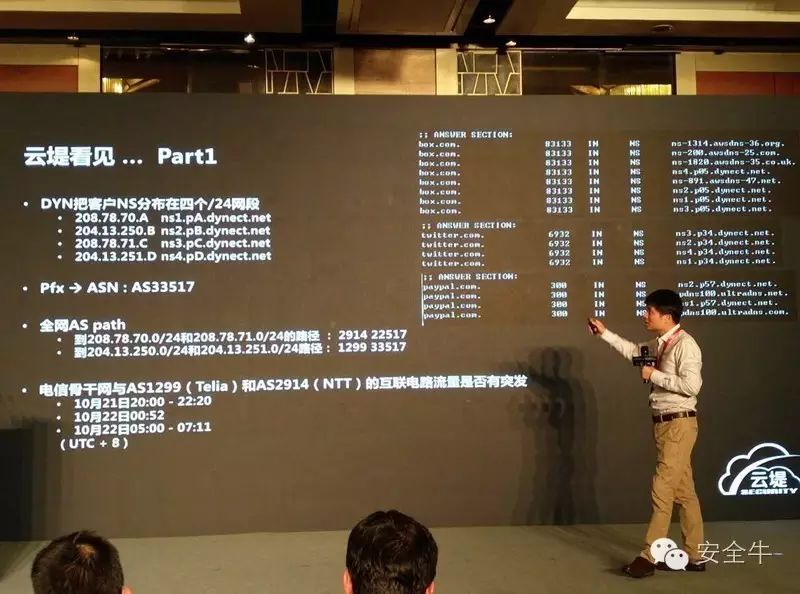 云堤看见 ... Part1
• DYN把客户NS分布在四个/24网段
• 208.78.70.A ns1.pA.dynect.net
• 204.13.250.B ns2.pB.dynect.net
• 208.78.71.C ns3.pC.dynect.net
• 204.13.251.D ns4.pD.dynect.net
• Pfx → ASN：AS33517
• 全网AS path
• 到208.78.70.0/24和208.78.71.0/24的路径 ：2914 22517
• 到204.13.250.0/24和204.13.251.0/24路径 ：1299 33517
• 电信骨干网与AS1299（Telia）和AS2914（NTT）的互联电路流量是否有突发
• 10月21日20:00 - 22:20
• 10月22日00:52
• 10月22日05:00 - 07:11
（UTC + 8）
;; ANSWER SECTION:
box.com. 83133 IN NS ns-1314.awsdns-36.org.
box.com. 83133 IN NS ns-200.awsdns-25.com.
box.com. 83133 IN NS ns-1820.awsdns-35.co.uk.
box.com. 83133 IN NS ns4.p05.dynect.net.
box.com. 83133 IN NS ns-891.awsdns-47.net.
box.com. 83133 IN NS ns2.p05.dynect.net.
box.com. 83133 IN NS ns1.p05.dynect.net.
box.com. 83133 IN NS ns3.p05.dynect.net.
;; ANSWER SECTION:
twitter.com. 6932 IN NS ns3.p34.dynect.net.
twitter.com. 6932 IN NS ns2.p34.dynect.net.
twitter.com. 6932 IN NS ns4.p34.dynect.net.
twitter.com. 6932 IN NS ns1.p34.dynect.net.
;; ANSWER SECTION:
paypal.com. 300 IN NS ns2.p57.dynect.net.
paypal.com. 300 IN NS pdns100.ultradns.net.
paypal.com. 300 IN NS ns1.p57.dynect.net.
paypal.com. 300 IN NS pdns100.ultradns.com.
云堤
SECURITY
安全牛